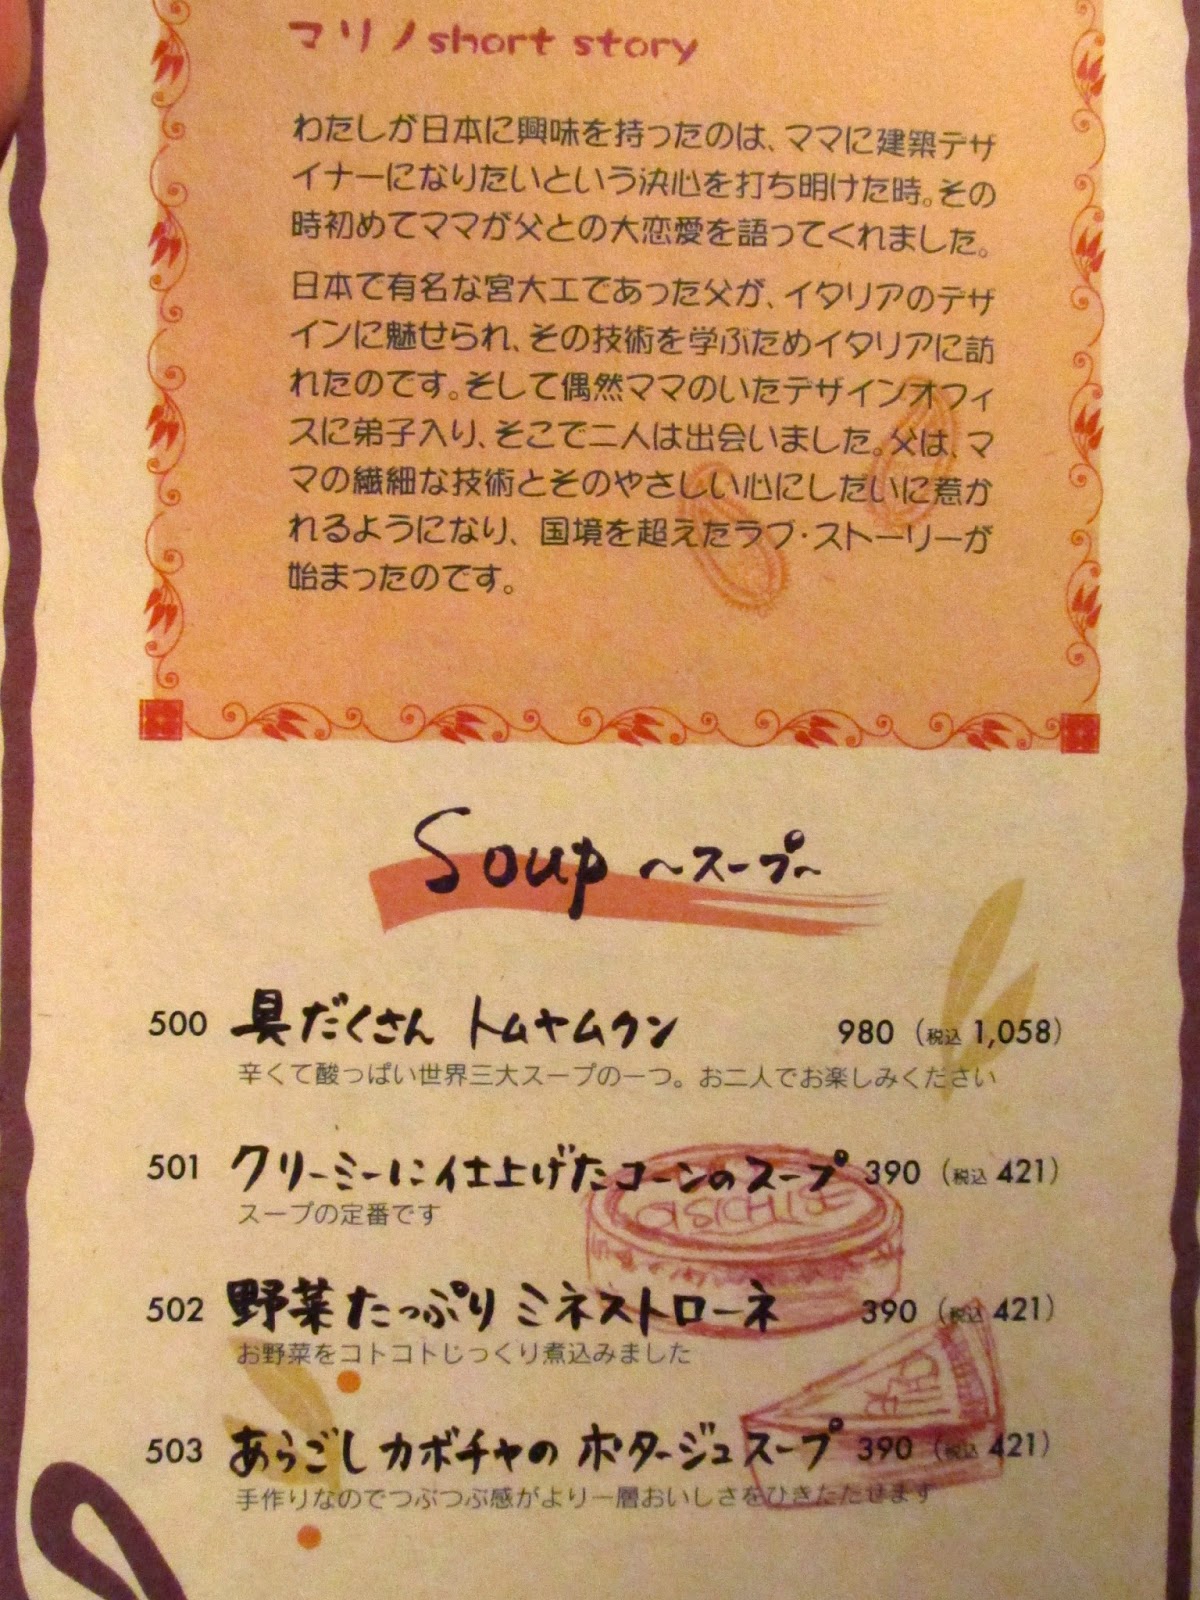 マリノ short story
わたしが日本に興味を持ったのは、ママに建築デザ
イナーになりたいという決心を打ち明けた時。その
時初めてママが父との大恋愛を語ってくれました。
日本で有名な宮大工であった父が、イタリアのデザ
インに魅せられ、その技術を学ぶためイタリアに訪
れたのです。そして偶然ママのいたデザインオフィ
スに弟子入り、そこで二人は出会いました。父は、マ
マの繊細な技術とそのやさしい心にしだいに惹か
れるようになり、国境を超えたラブ・ストーリーが
始まったのです。
Soup ～スープ～
500 具だくさん トムヤムクン 980 (税込 1,058)
辛くて酸っぱい世界三大スープの一つ。お二人でお楽しみください
501 クリーミーに仕上げたコーンのスープ 390 (税込 421)
スープの定番です
502 野菜たっぷり ミネストローネ 390 (税込 421)
お野菜をコトコトじっくり煮込みました
503 あらごしカボチャの ポタージュスープ 390 (税込 421)
手作りなのでつぶつぶ感がより一層おいしさをひきたたせます